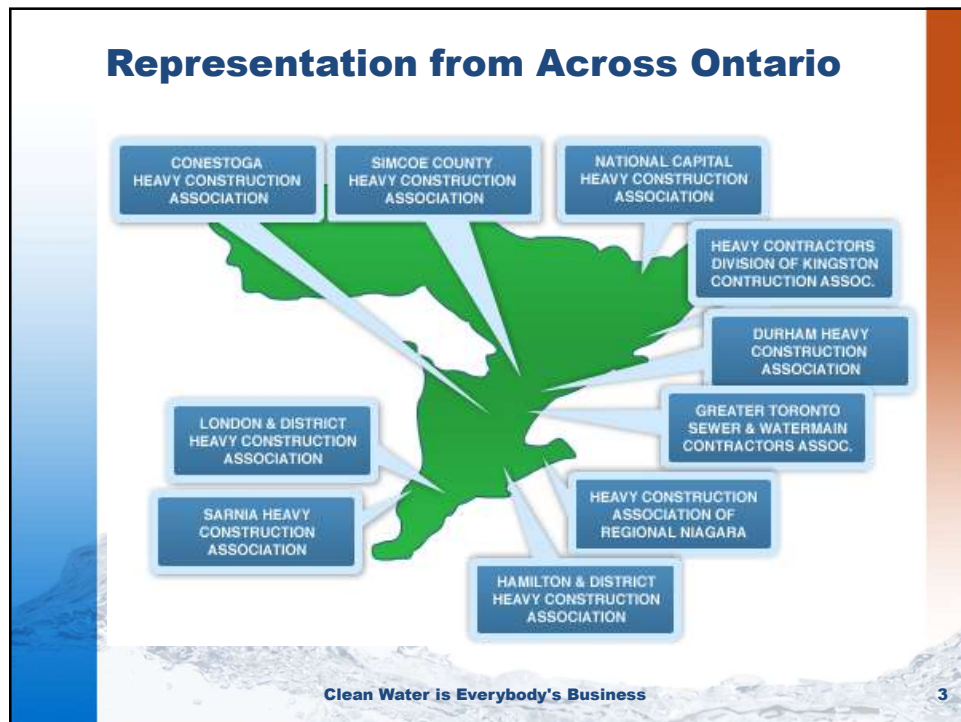 Representation from Across Ontario
CONESTOGA
HEAVY CONSTRUCTION
ASSOCIATION
SIMCOE COUNTY
HEAVY CONSTRUCTION
ASSOCIATION
NATIONAL CAPITAL
HEAVY CONSTRUCTION
ASSOCIATION
HEAVY CONTRACTORS
DIVISION OF KINGSTON
CONTRUCTION ASSOC.
DURHAM HEAVY
CONSTRUCTION
ASSOCIATION
GREATER TORONTO
SEWER & WATERMAIN
CONTRACTORS ASSOC.
LONDON & DISTRICT
HEAVY CONSTRUCTION
ASSOCIATION
SARNIA HEAVY
CONSTRUCTION
ASSOCIATION
HEAVY CONSTRUCTION
ASSOCIATION OF
REGIONAL NIAGARA
HAMILTON & DISTRICT
HEAVY CONSTRUCTION
ASSOCIATION
Clean Water is Everybody's Business
3